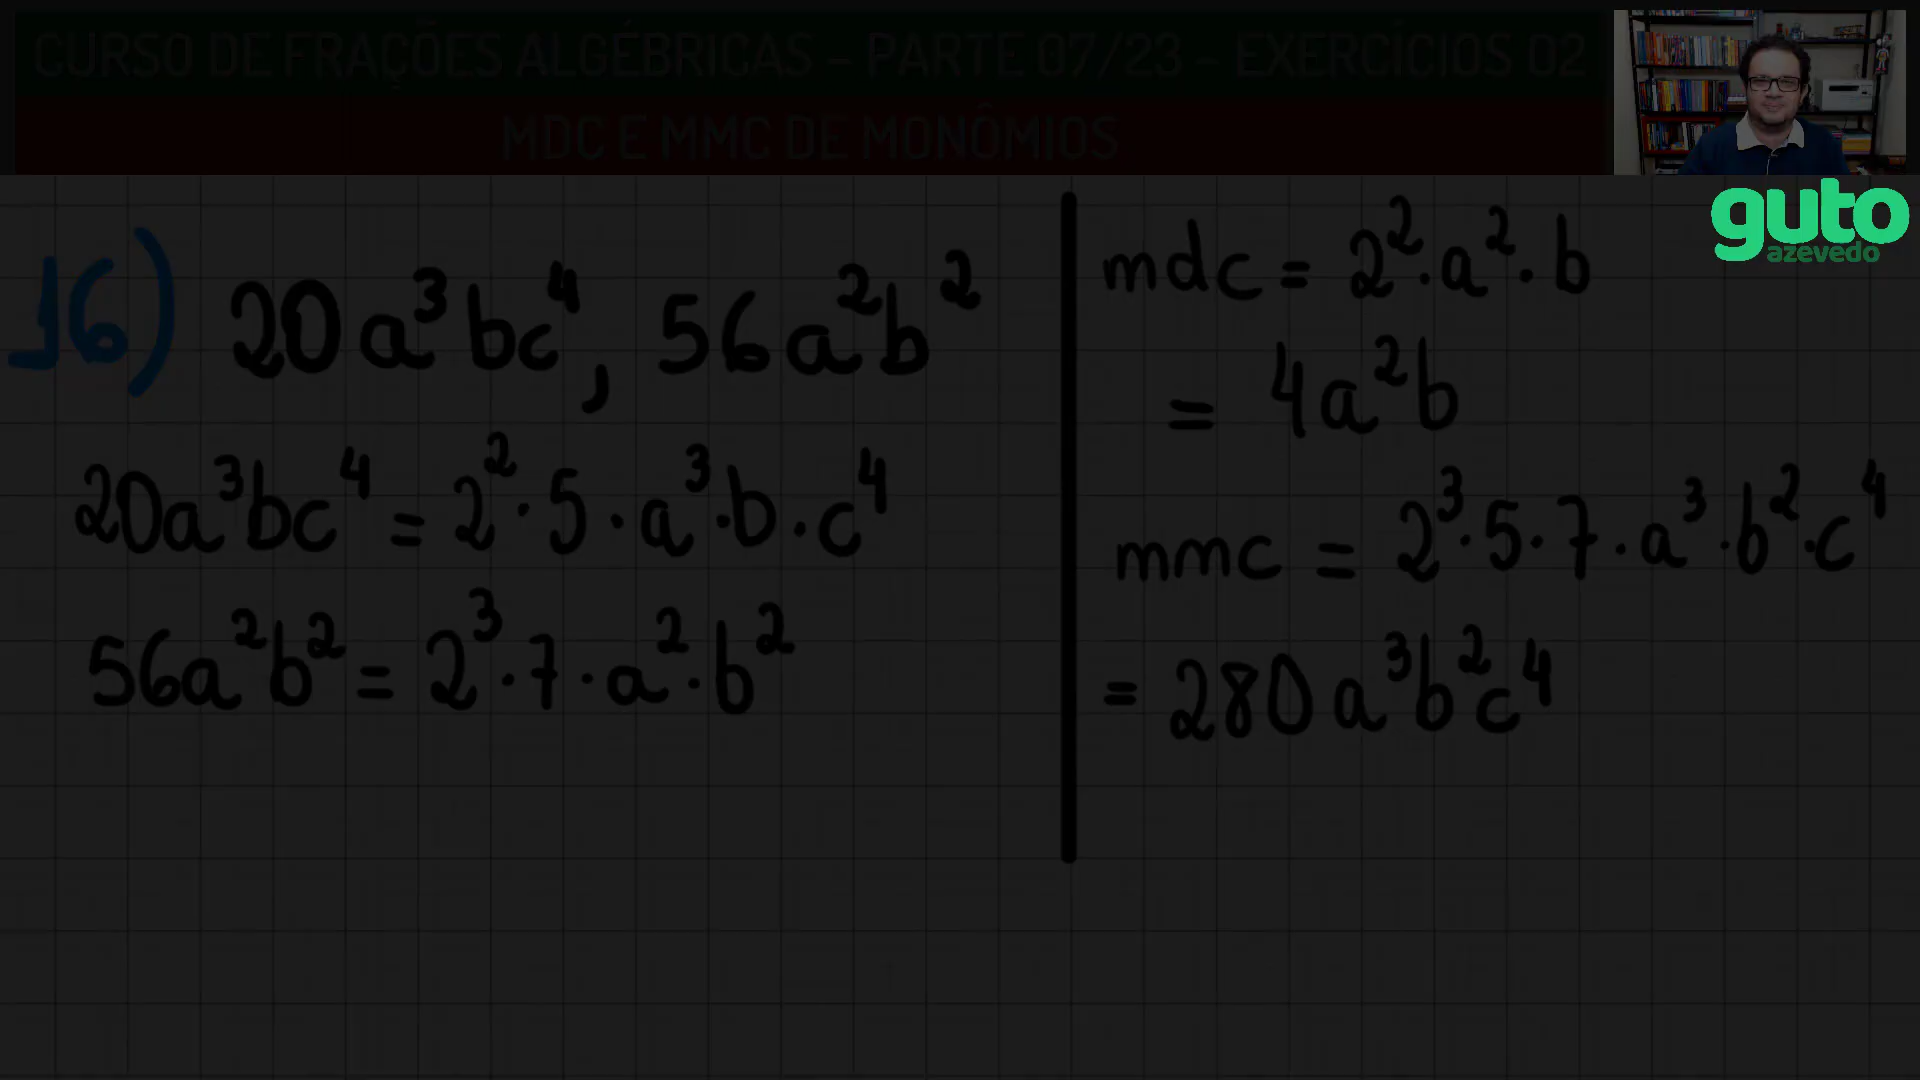 CURSO DE FRAÇÕES ALGÉBRICAS – PARTE 07/23 – EXERCÍCIOS 02
MDC E MMC DE MONÔMIOS
guto
azevedo
16) 20a³bc⁴, 56a²b²
20a³bc⁴ = 2² · 5 · a³ · b · c⁴
56a²b² = 2³ · 7 · a² · b²
mdc = 2² · a² · b
= 4a²b
mmc = 2³ · 5 · 7 · a³ · b² · c⁴
= 280a³b²c⁴